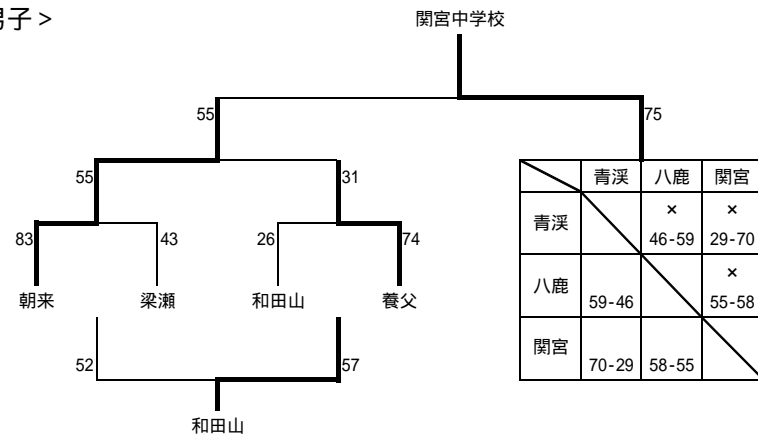 男子>
関宮中学校
55
75
55
31
83
43
26
74
朝来
梁瀬
和田山
養父
52
57
和田山
青渓 八鹿 関宮
青渓 × ×
46-59 29-70
八鹿 ×
59-46 55-58
関宮
70-29 58-55